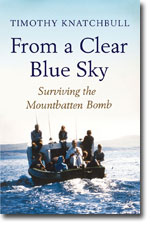 TIMOTHY KNATCHBULL
From a Clear
Blue Sky
Surviving the
Mountbatten Bomb